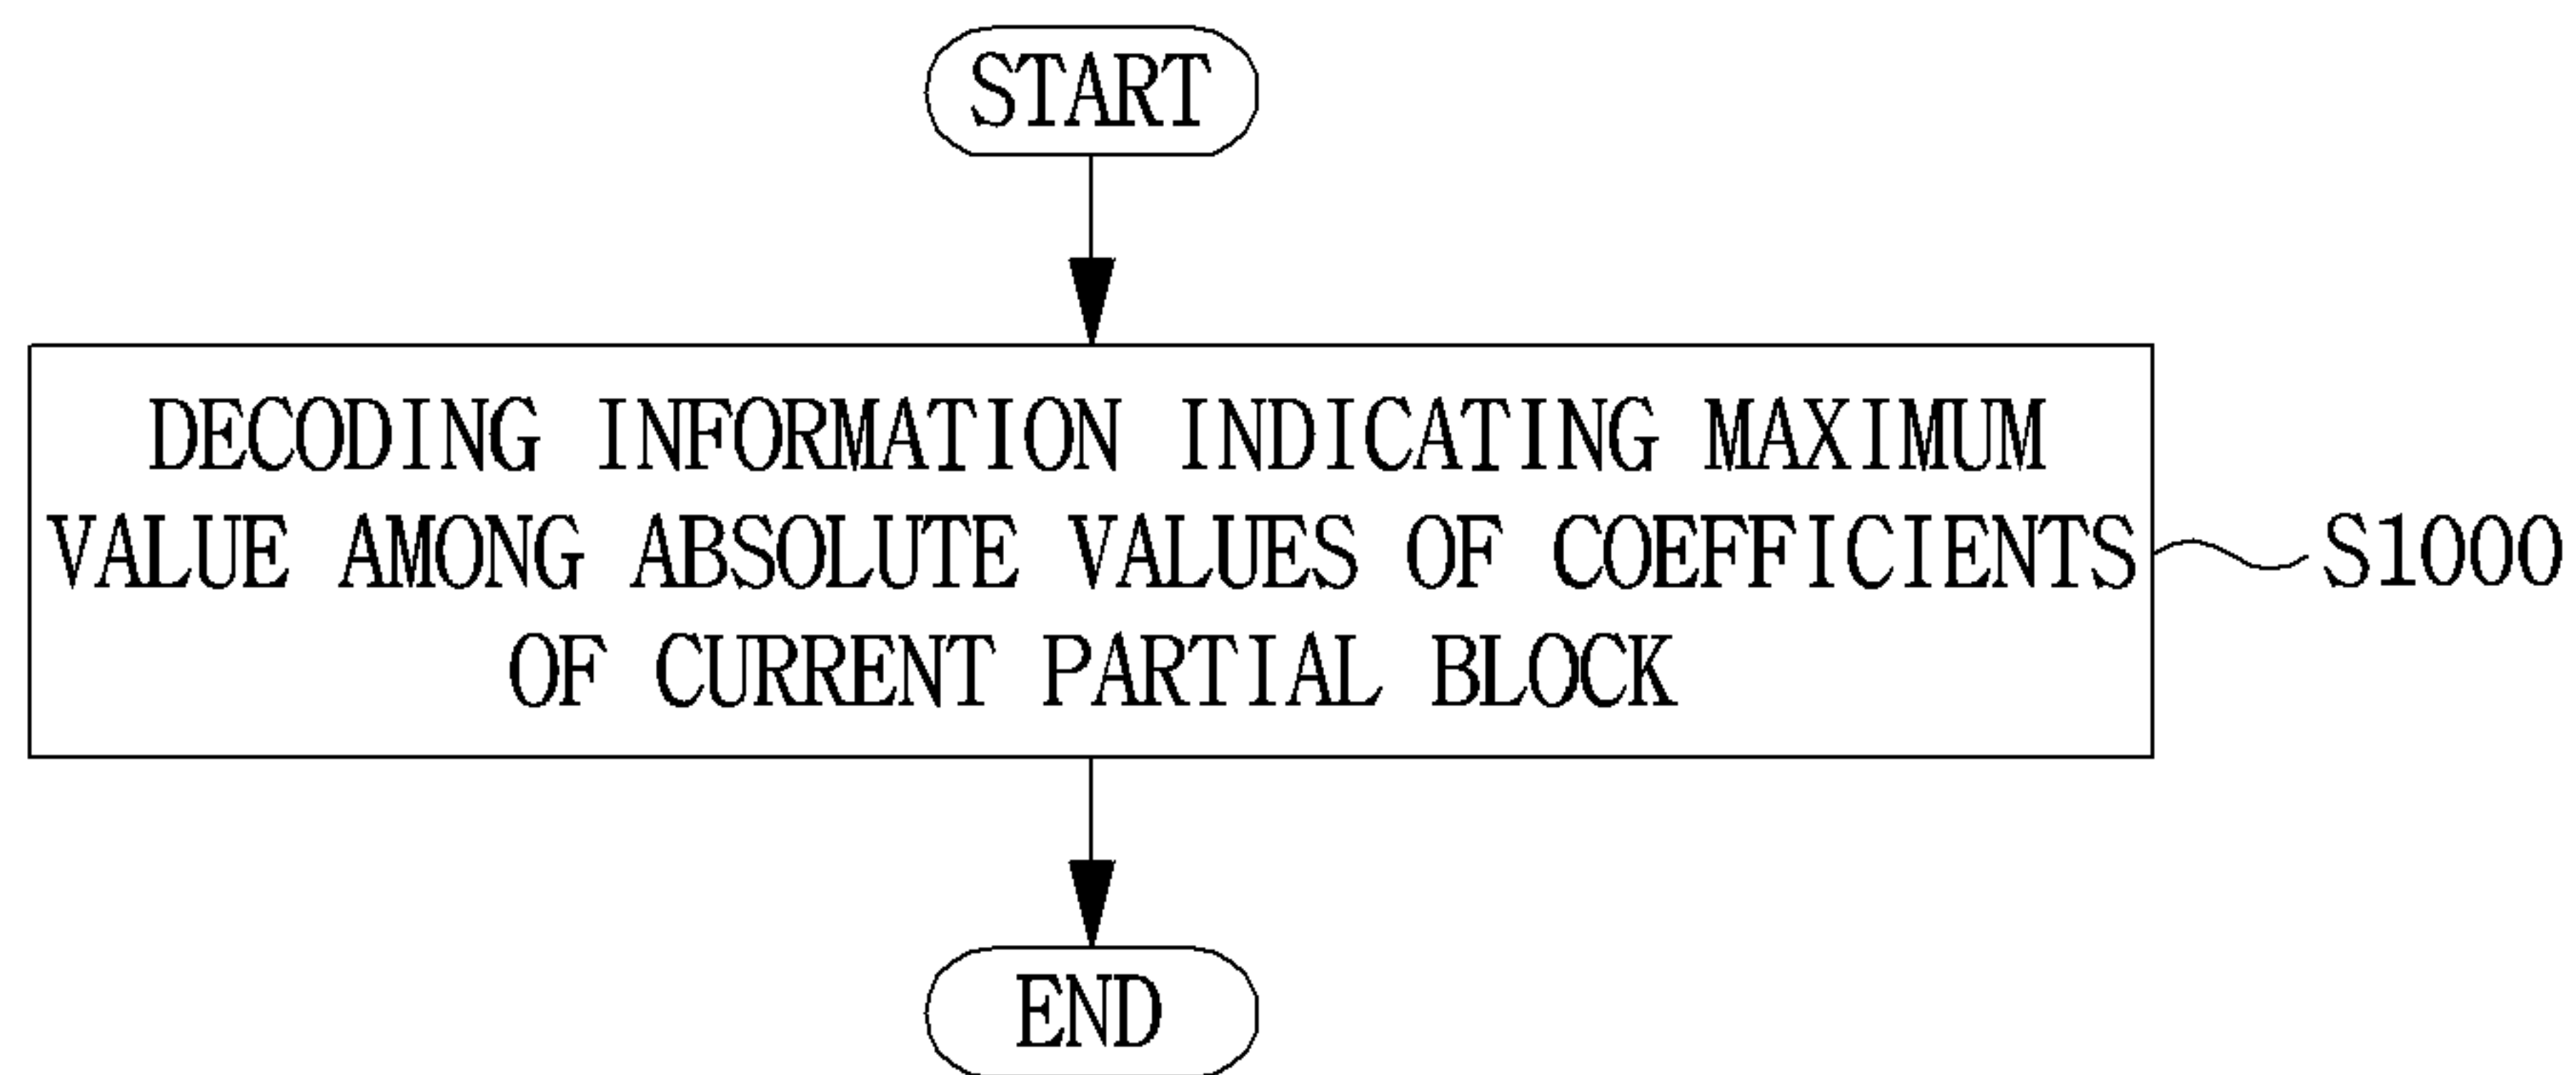 START
DECODING INFORMATION INDICATING MAXIMUM
VALUE AMONG ABSOLUTE VALUES OF COEFFICIENTS
OF CURRENT PARTIAL BLOCK
S1000
END